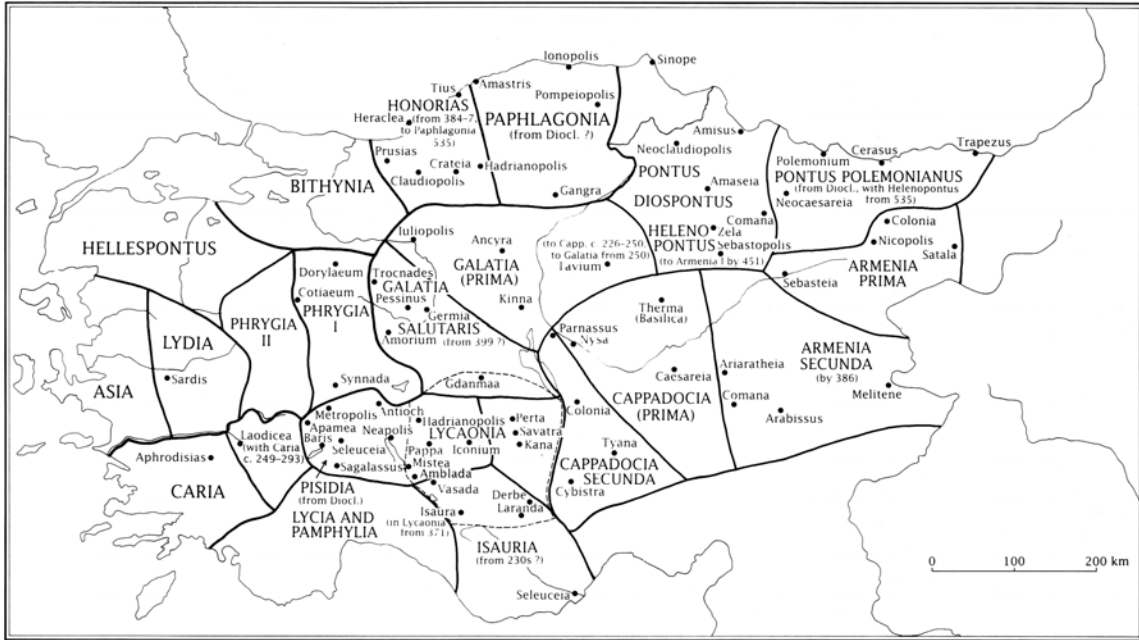 Ionopolis
Sinope
Tius
Amastris
HONORIAS
(from 384–7,
to Paphlagonia
535)
Pompeiopolis
PAPHLAGONIA
(from Diocl. ?)
Heraclea
Amisus
Trapezus
Cerasus
Neoclaudiopolis
Polemonium
Prusias
Crateia
Hadrianopolis
Claudiopolis
PONTUS
PONTUS POLEMONIANUS
(from Diocl., with Helenopontus
from 535)
BITHYNIA
Gangra
Amaseia
Neocaesareia
DIOSPONTUS
Comana
Colonia
HELENO
PONTUS
Zela
Sebastopolis
(to Armenia I by 451)
Nicopolis
Satala
HELLESPONTUS
Iuliopolis
Ancyra
(to Capp. c. 226–250,
to Galatia from 250)
Tavium
GALATIA
(PRIMA)
ARMENIA
PRIMA
Sebasteia
Dorylaeum
Trocnades
GALATIA
Cotiaeum
Pessinus
Germia
Kinna
Therma
(Basilica)
PHRYGIA
I
PHRYGIA
II
SALUTARIS
(from 399 ?)
Amorium
Parnassus
Nysa
LYDIA
ARMENIA
SECUNDA
(by 386)
Sardis
Synnada
Gdanmaa
Caesareia
Ariaratheia
ASIA
CAPPADOCIA
(PRIMA)
Melitene
Comana
Arabissus
Metropolis
Antioch
Colonia
Apamea
Hadrianopolis
Perta
Laodicea
(with Caria
c. 249–293)
Baris
Neapolis
LYCAONIA
Savatra
Seleuceia
Pappa
Iconium
Kana
Aphrodisias
Sagalassus
Mistea
Tyana
Amblada
CAPPADOCIA
SECUNDA
CARIA
PISIDIA
(from Diocl.)
Vasada
Cybistra
Derbe
LYCIA AND
PAMPHYLIA
Isaura
Laranda
(in Lycaonia
from 371)
ISAURIA
(from 230s ?)
Seleuceia
0 100 200 km